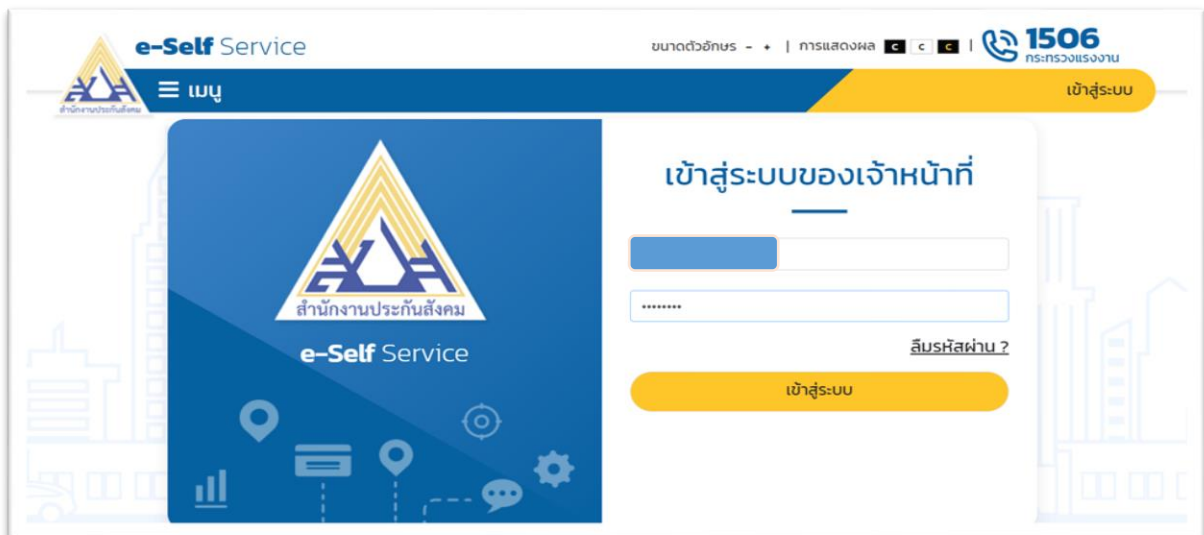 e-Self Service
ขนาดตัวอักษร - + | การแสดงผล C C C |
1506
กระทรวงแรงงาน
สำนักงานประกันสังคม
เมนู
เข้าสู่ระบบ
สำนักงานประกันสังคม
e-Self Service
เข้าสู่ระบบของเจ้าหน้าที่
••••••••
ลืมรหัสผ่าน ?
เข้าสู่ระบบ